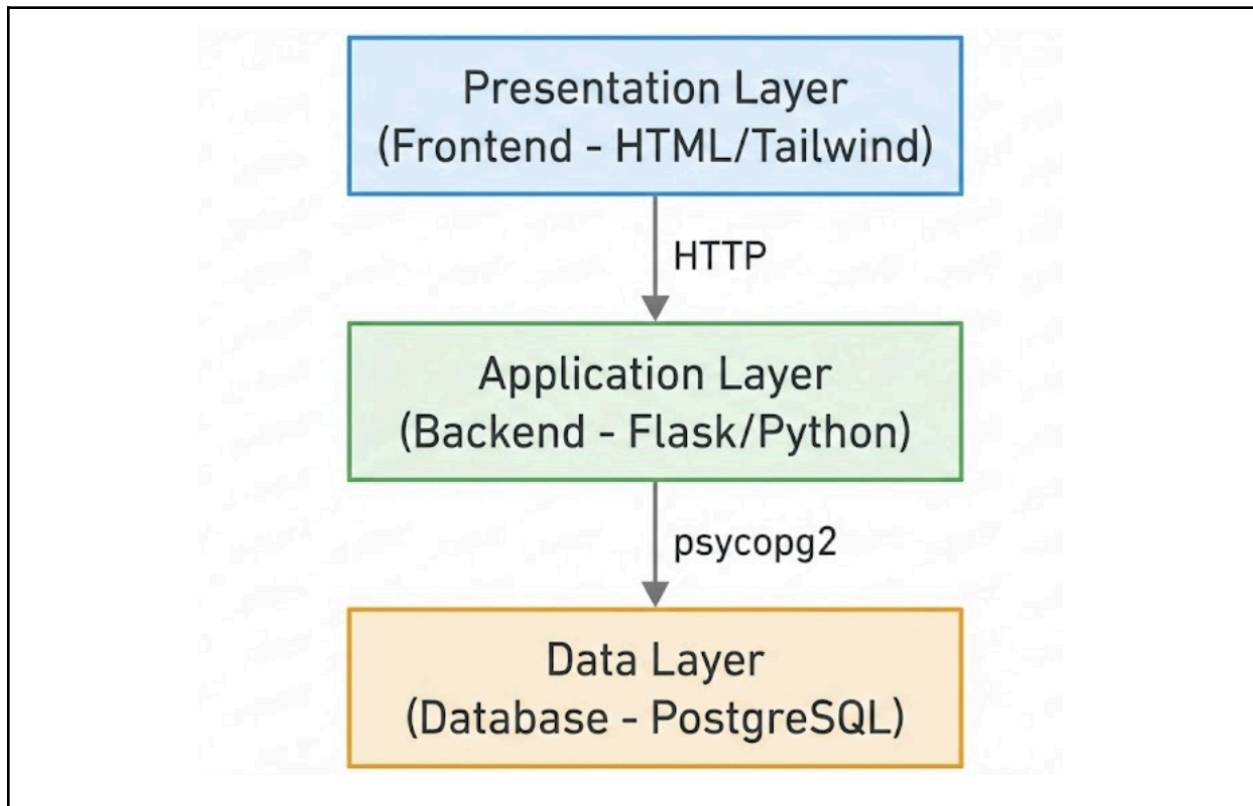 Presentation Layer
(Frontend - HTML/Tailwind)
HTTP
Application Layer
(Backend - Flask/Python)
psycopg2
Data Layer
(Database - PostgreSQL)